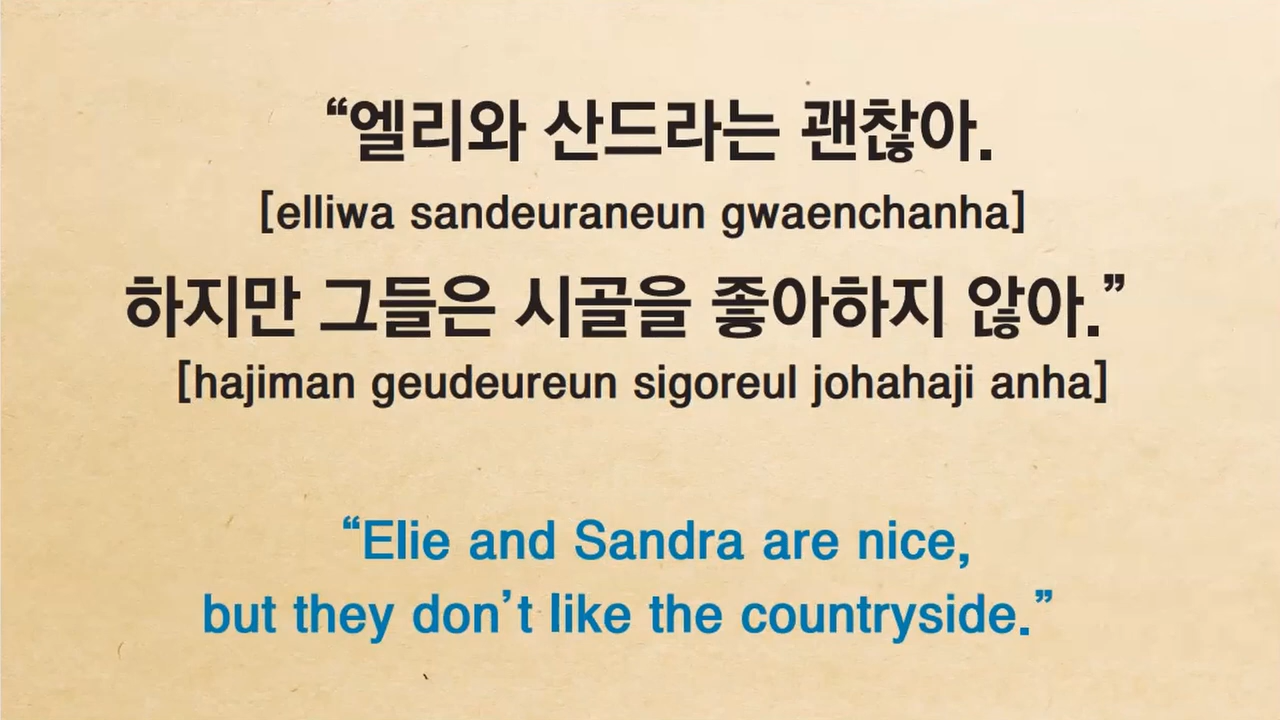 “엘리와 산드라는 괜찮아.
[elliwa sandeuraneun gwaenchanha]
하지만 그들은 시골을 좋아하지 않아.”
[hajiman geudeureun sigoreul johahaji anha]
“Elie and Sandra are nice,
but they don’t like the countryside.”